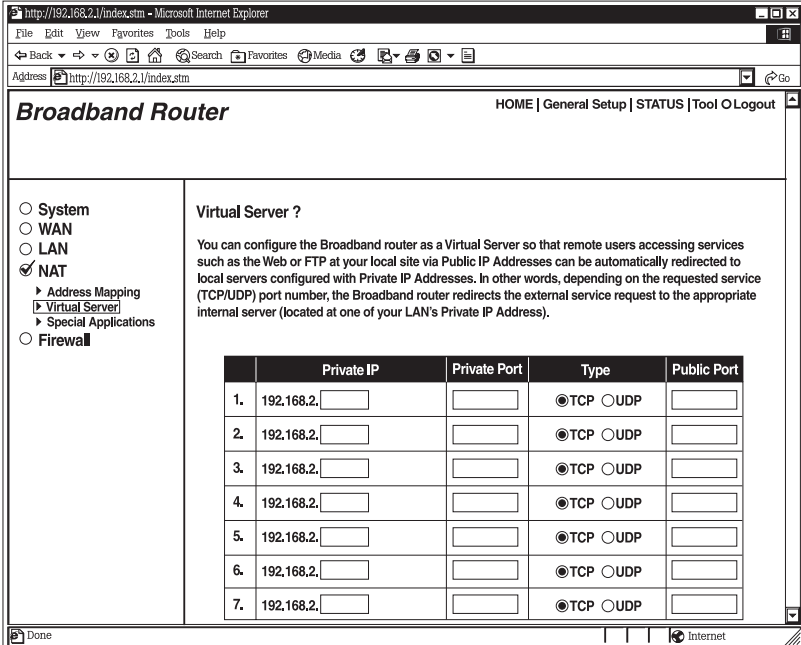 http://192.168.2.1/index.stm - Microsoft Internet Explorer
File Edit View Favorites Tools Help
Back Search Favorites Media
Address http://192.168.2.1/index.stm Go
Broadband Router
HOME | General Setup | STATUS | Tool Logout
System
WAN
LAN
NAT
Address Mapping
Virtual Server
Special Applications
Firewall
Virtual Server ?
You can configure the Broadband router as a Virtual Server so that remote users accessing services
such as the Web or FTP at your local site via Public IP Addresses can be automatically redirected to
local servers configured with Private IP Addresses. In other words, depending on the requested service
(TCP/UDP) port number, the Broadband router redirects the external service request to the appropriate
internal server (located at one of your LAN's Private IP Address).
Private IP Private Port Type Public Port
1. 192.168.2. TCP UDP
2. 192.168.2. TCP UDP
3. 192.168.2. TCP UDP
4. 192.168.2. TCP UDP
5. 192.168.2. TCP UDP
6. 192.168.2. TCP UDP
7. 192.168.2. TCP UDP
Done Internet